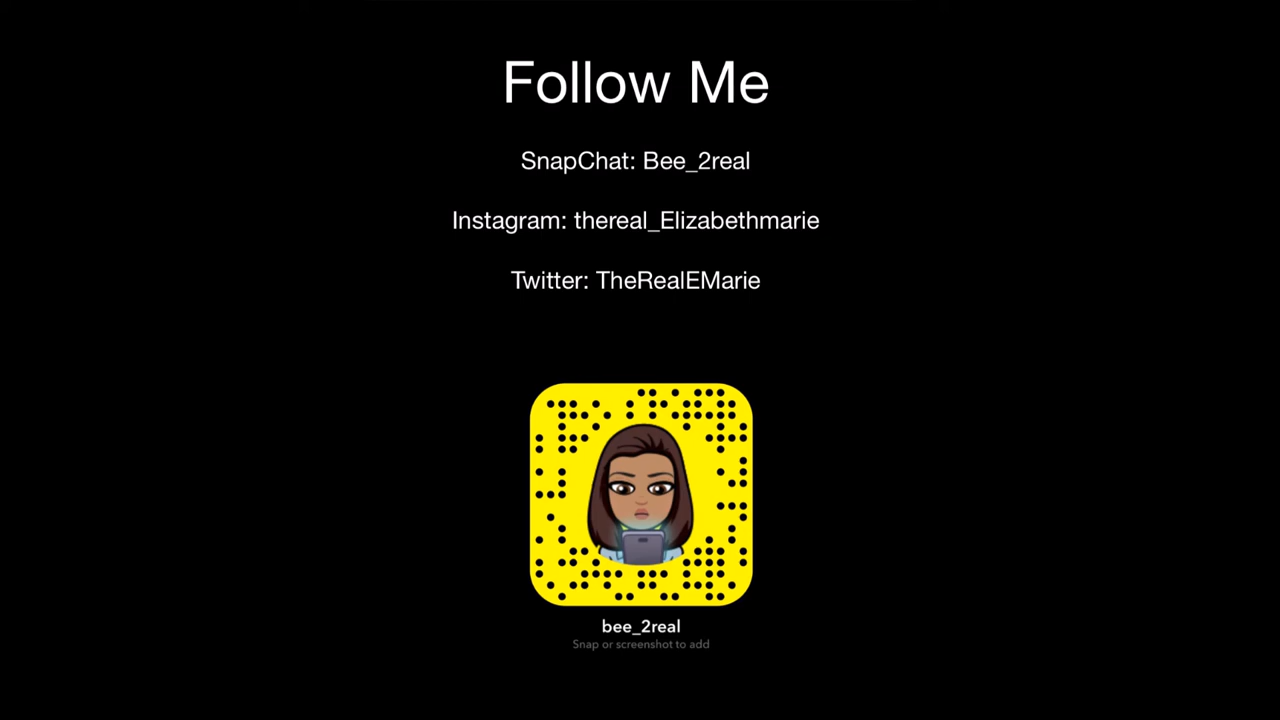 Follow Me
SnapChat: Bee_2real
Instagram: thereal_Elizabethmarie
Twitter: TheRealEMarie
bee_2real
Snap or screenshot to add